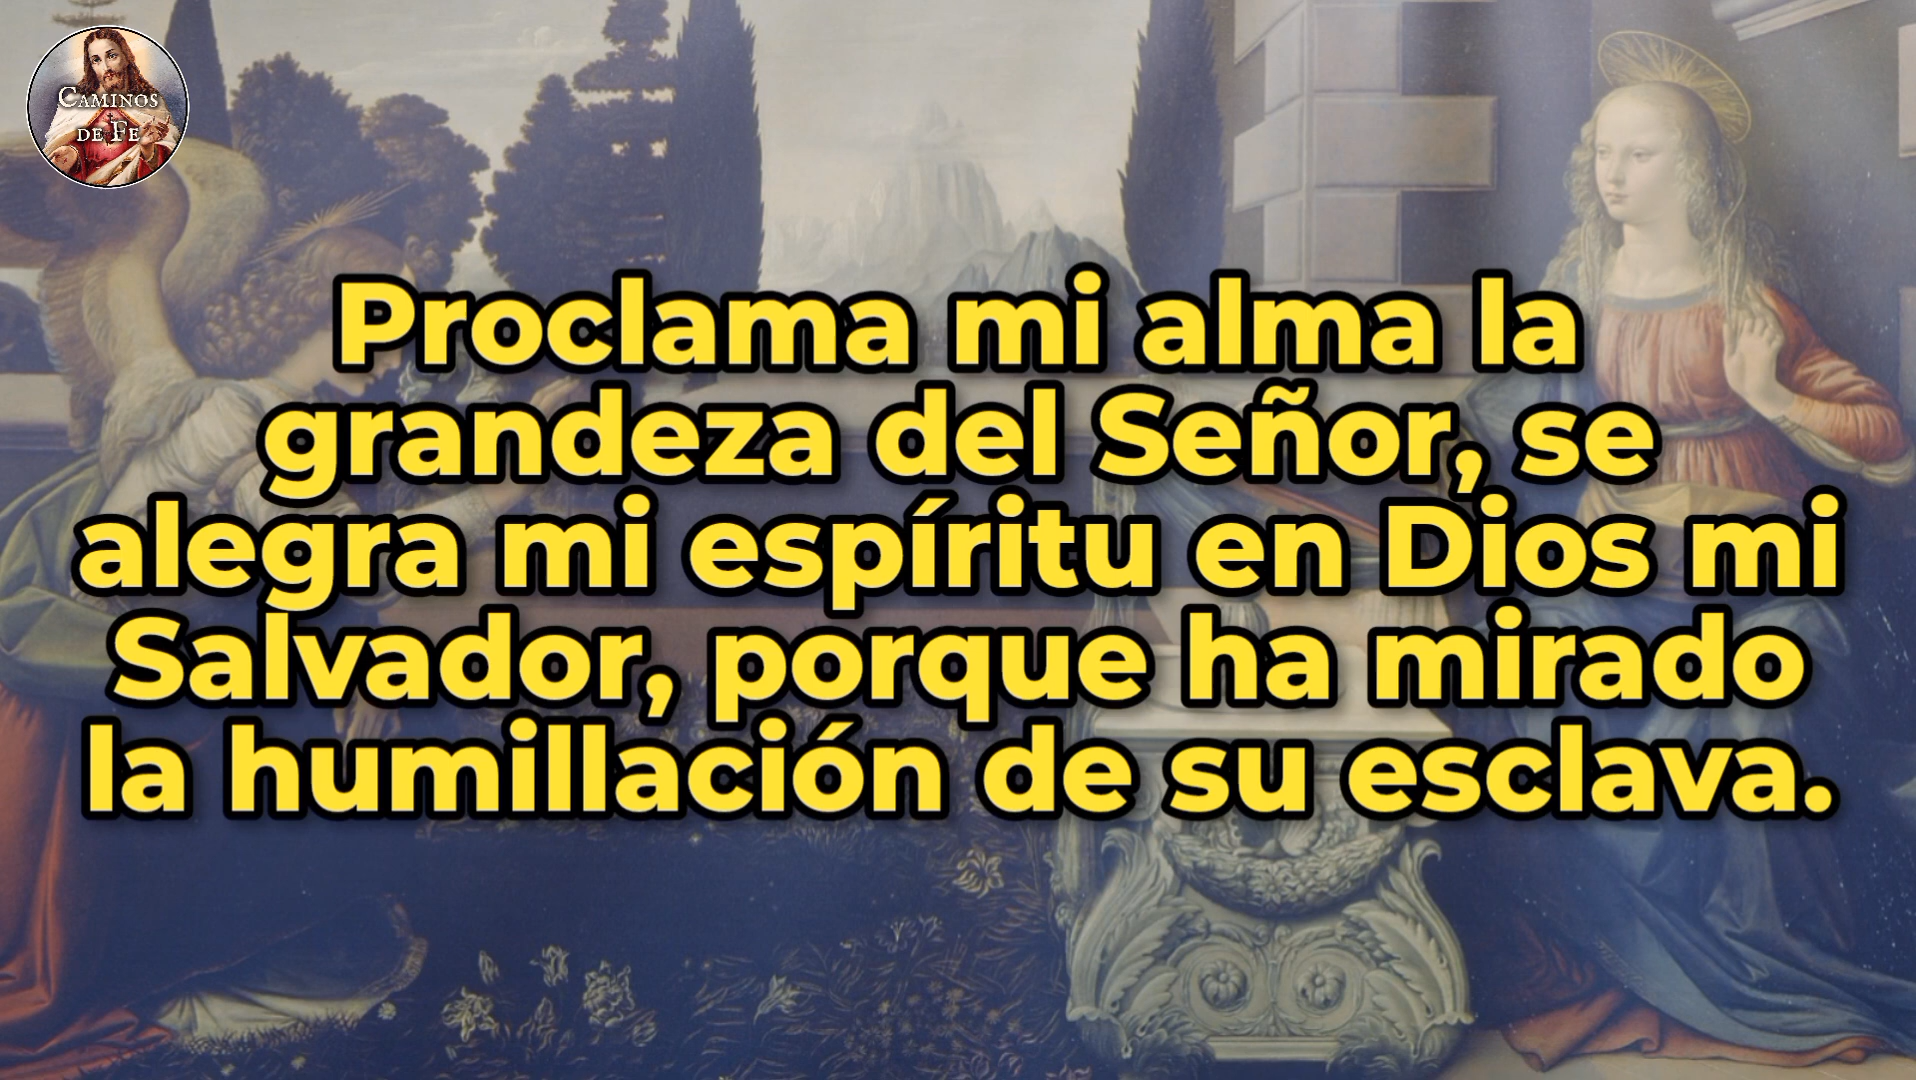 CAMINOS
DE FE
Proclama mi alma la
grandeza del Señor, se
alegra mi espíritu en Dios mi
Salvador, porque ha mirado
la humillación de su esclava.